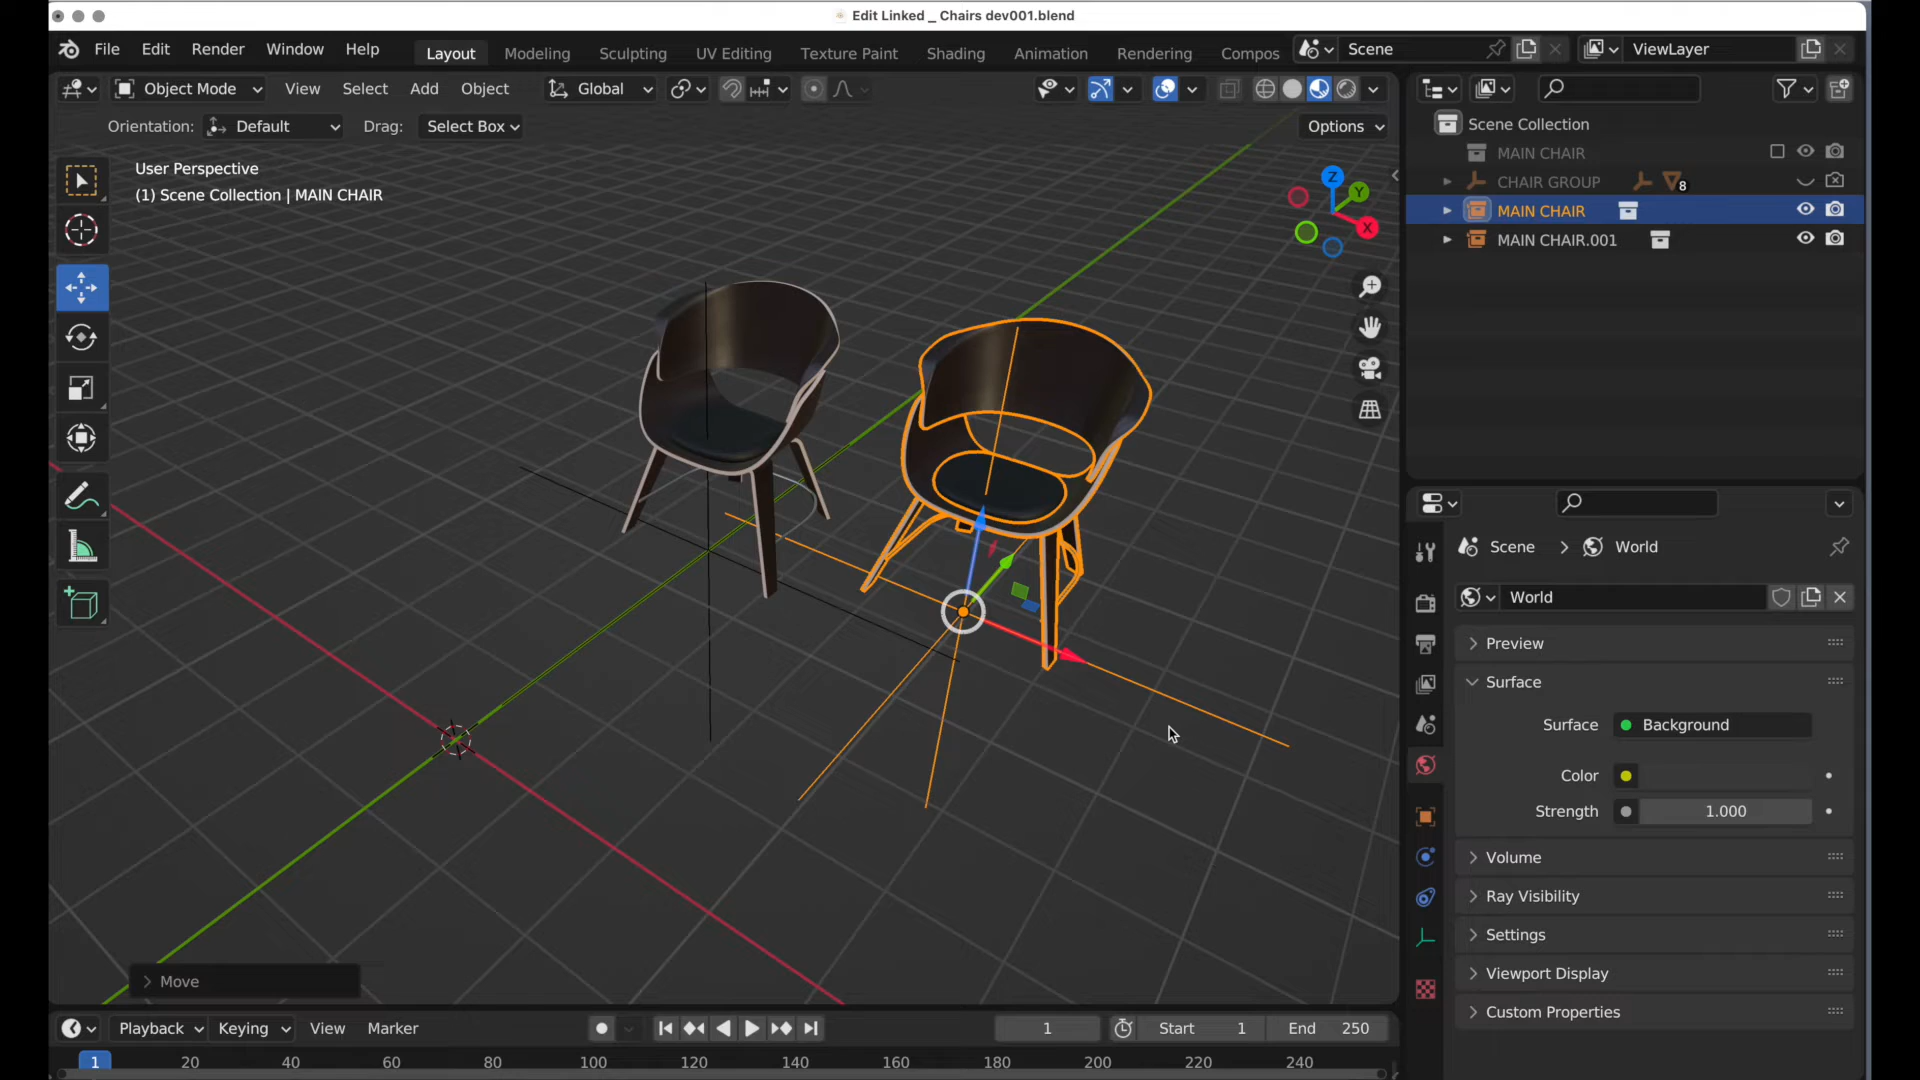 Edit Linked _ Chairs dev001.blend
File Edit Render Window Help Layout Modeling Sculpting UV Editing Texture Paint Shading Animation Rendering Compos Scene ViewLayer
Object Mode View Select Add Object Global
Orientation: Default Drag: Select Box Options
User Perspective
(1) Scene Collection | MAIN CHAIR
Z
Y
X
Move
Scene Collection
MAIN CHAIR
CHAIR GROUP 8
MAIN CHAIR
MAIN CHAIR.001
Scene World
World
Preview
Surface
Surface Background
Color
Strength 1.000
Volume
Ray Visibility
Settings
Viewport Display
Custom Properties
Playback Keying View Marker 1 Start 1 End 250
1 20 40 60 80 100 120 140 160 180 200 220 240